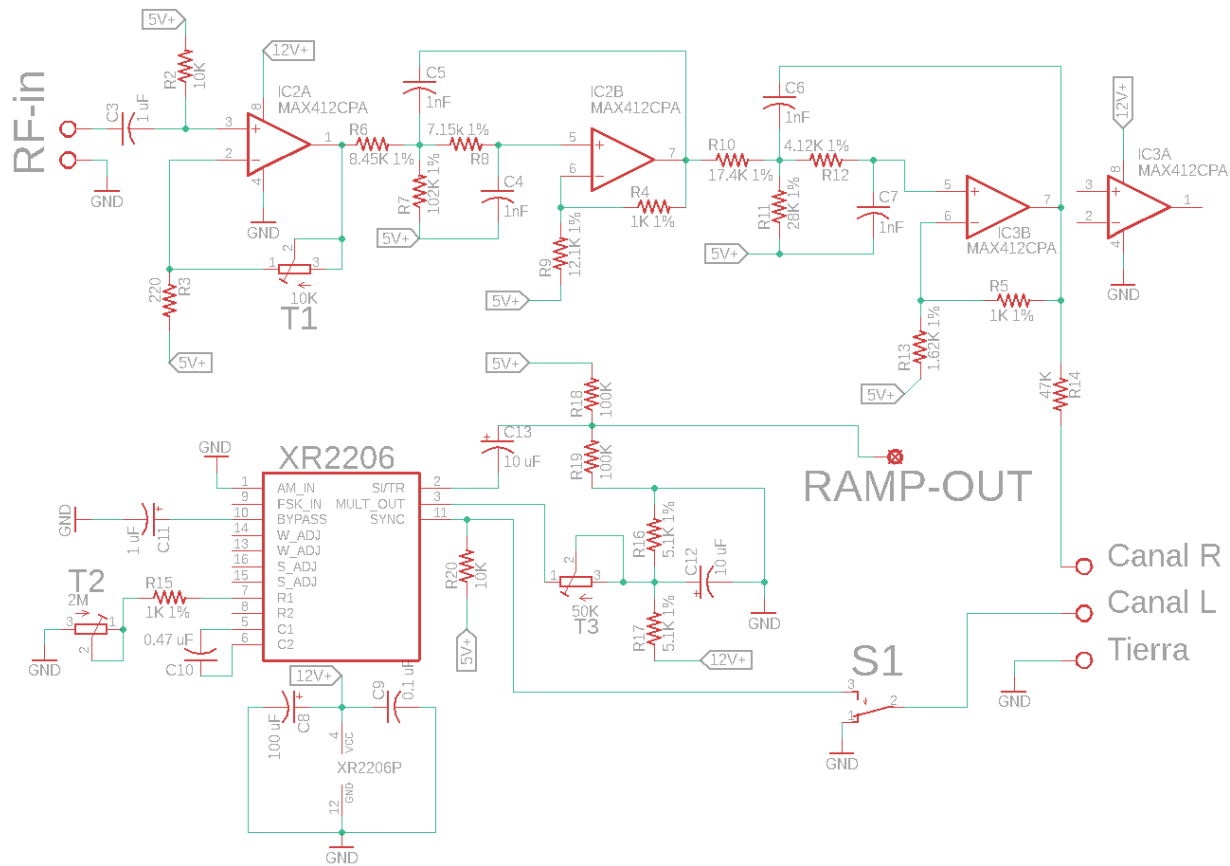 RF-in
GND
C3
1 uF
5V+
R2
10K
12V+
IC2A
MAX412CPA
8
3
2
1
4
GND
220
R3
5V+
1
2
3
10K
T1
R6
8.45K 1%
C5
1nF
7.15k 1%
R8
R7
102K 1%
C4
1nF
5V+
IC2B
MAX412CPA
5
6
7
R4
1K 1%
R9
12.1K 1%
5V+
R10
17.4K 1%
C6
1nF
4.12K 1%
R12
R11
28K 1%
C7
1nF
5V+
5
6
7
IC3B
MAX412CPA
R5
1K 1%
R13
1.62K 1%
5V+
47K
R14
12V+
IC3A
MAX412CPA
8
3
2
1
4
GND
XR2206
GND
1 AM_IN
9 FSK_IN
10 BYPASS
14 W_ADJ
13 W_ADJ
16 S_ADJ
15 S_ADJ
7 R1
8 R2
5 C1
6 C2
SI/TR 2
MULT_OUT 3
SYNC 11
GND
1 uF
C11
T2
2M
3
1
2
GND
R15
1K 1%
0.47 uF
C10
C13
10 uF
5V+
R18
100K
R19
100K
RAMP-OUT
R20
10K
5V+
1
2
3
50K
T3
R16
5.1K 1%
C12
10 uF
R17
5.1K 1%
12V+
GND
12V+
100 uF
C8
C9
0.1 uF
4
VCC
XR2206P
GND
12
GND
S1
3
2
1
GND
Canal R
Canal L
Tierra
GND